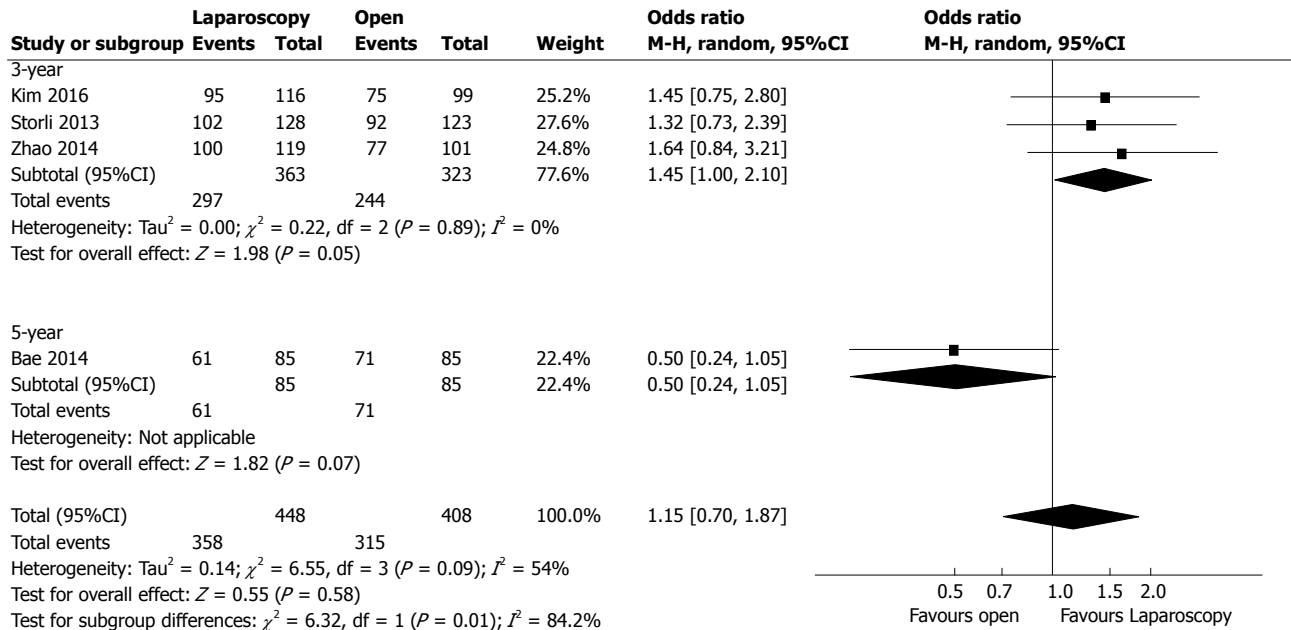 Laparoscopy Open Odds ratio Odds ratio
Study or subgroup Events Total Events Total Weight M-H, random, 95%CI M-H, random, 95%CI
3-year
Kim 2016 95 116 75 99 25.2% 1.45 [0.75, 2.80]
Storli 2013 102 128 92 123 27.6% 1.32 [0.73, 2.39]
Zhao 2014 100 119 77 101 24.8% 1.64 [0.84, 3.21]
Subtotal (95%CI) 363 323 77.6% 1.45 [1.00, 2.10]
Total events 297 244
Heterogeneity: Tau² = 0.00; χ² = 0.22, df = 2 (P = 0.89); I² = 0%
Test for overall effect: Z = 1.98 (P = 0.05)
5-year
Bae 2014 61 85 71 85 22.4% 0.50 [0.24, 1.05]
Subtotal (95%CI) 85 85 22.4% 0.50 [0.24, 1.05]
Total events 61 71
Heterogeneity: Not applicable
Test for overall effect: Z = 1.82 (P = 0.07)
Total (95%CI) 448 408 100.0% 1.15 [0.70, 1.87]
Total events 358 315
Heterogeneity: Tau² = 0.14; χ² = 6.55, df = 3 (P = 0.09); I² = 54%
Test for overall effect: Z = 0.55 (P = 0.58)
Test for subgroup differences: χ² = 6.32, df = 1 (P = 0.01); I² = 84.2%
0.5 0.7 1.0 1.5 2.0
Favours open Favours Laparoscopy